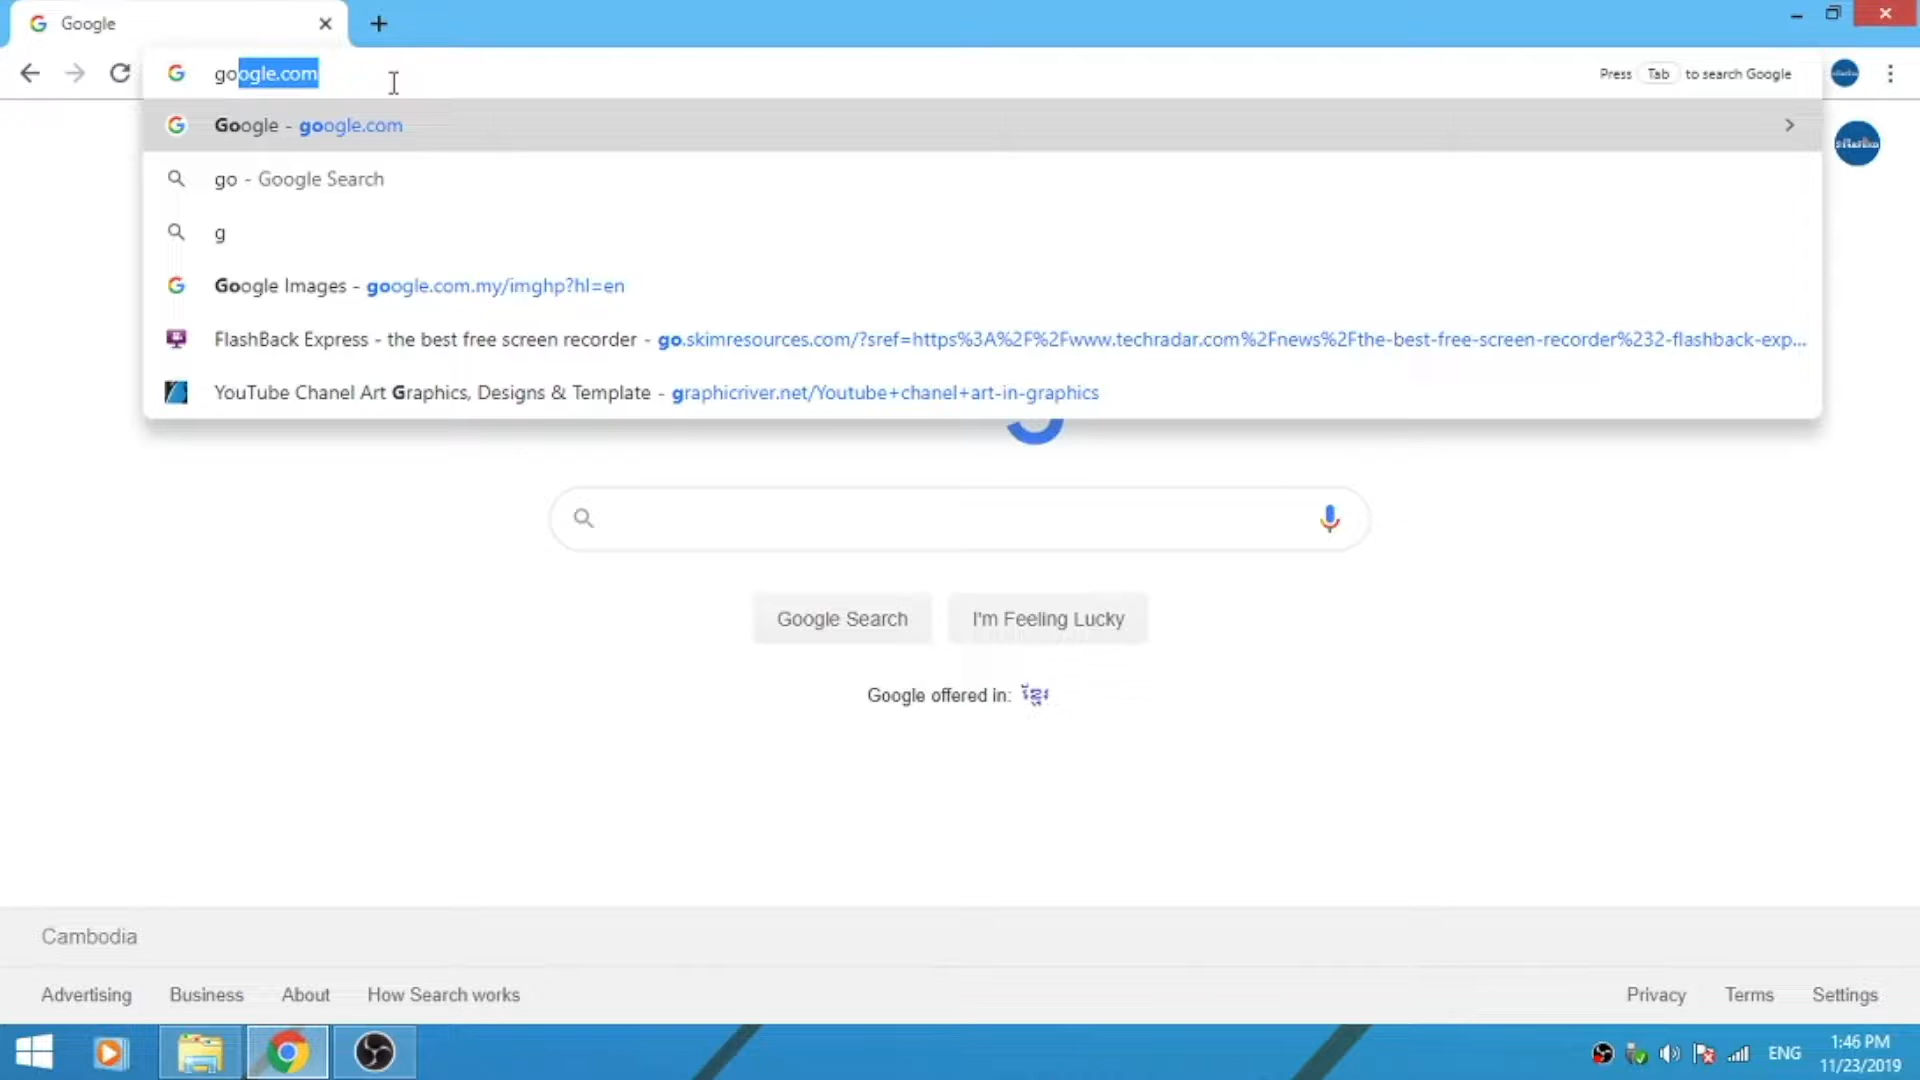 Google
google.com
Press Tab to search Google
Google - google.com
go - Google Search
g
Google Images - google.com.my/imghp?hl=en
FlashBack Express - the best free screen recorder - go.skimresources.com/?sref=https%3A%2F%2Fwww.techradar.com%2Fnews%2Fthe-best-free-screen-recorder%232-flashback-exp...
YouTube Chanel Art Graphics, Designs & Template - graphicriver.net/Youtube+chanel+art-in-graphics
Google Search
I'm Feeling Lucky
Google offered in: ខ្មែរ
Cambodia
Advertising Business About How Search works
Privacy Terms Settings
ENG
1:46 PM
11/23/2019